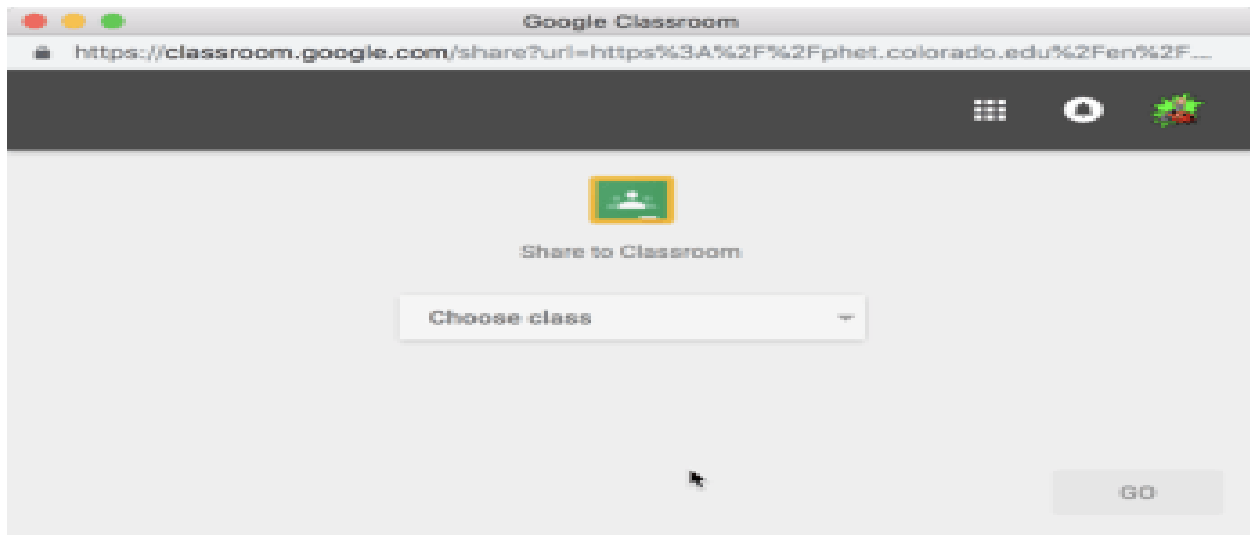 Google Classroom
https://classroom.google.com/share?url=https%3A%2F%2Fphet.colorado.edu%2Fen%2F...
Share to Classroom
Choose class
GO